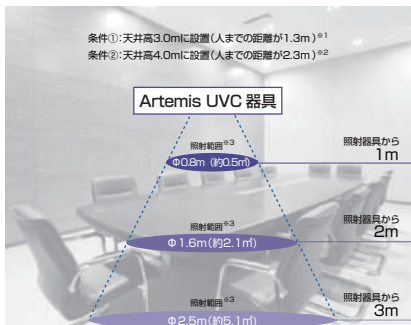 条件①:天井高3.0mに設置(人までの距離が1.3m)※1
条件②:天井高4.0mに設置(人までの距離が2.3m)※2
Artemis UVC 器具
照射範囲※3
Φ0.8m(約0.5㎡)
照射器具から
1m
照射範囲※3
Φ1.6m(約2.1㎡)
照射器具から
2m
照射範囲※3
Φ2.5m(約5.1㎡)
照射器具から
3m